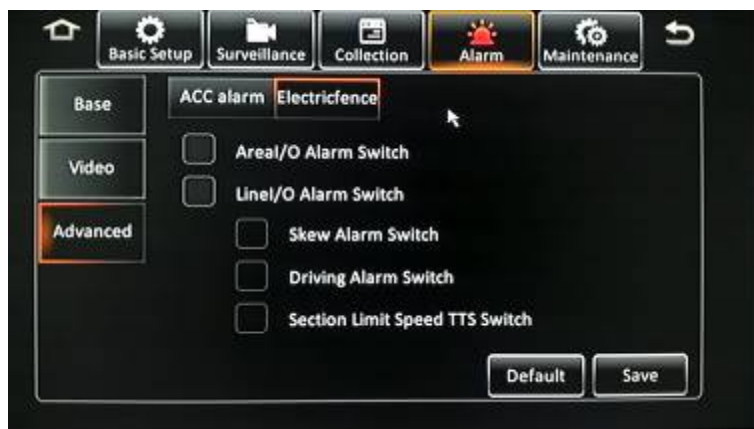 Basic Setup Surveillance Collection Alarm Maintenance
Base
ACC alarm Electricfence
AreaI/O Alarm Switch
Video
LineI/O Alarm Switch
Advanced
Skew Alarm Switch
Driving Alarm Switch
Section Limit Speed TTS Switch
Default Save